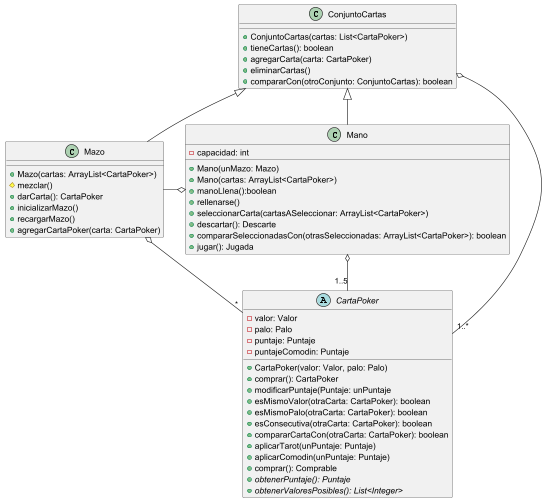 C ConjuntoCartas
ConjuntoCartas(cartas: List<CartaPoker>)
tieneCartas(): boolean
agregarCarta(carta: CartaPoker)
eliminarCartas()
compararCon(otroConjunto: ConjuntoCartas): boolean
C Mazo
Mazo(cartas: ArrayList<CartaPoker>)
mezclar()
darCarta(): CartaPoker
inicializarMazo()
recargarMazo()
agregarCartaPoker(carta: CartaPoker)
C Mano
capacidad: int
Mano(unMazo: Mazo)
Mano(cartas: ArrayList<CartaPoker>)
manoLlena():boolean
rellenarse()
seleccionarCarta(cartasASeleccionar: ArrayList<CartaPoker>)
descartar(): Descarte
compararSeleccionadasCon(otrasSeleccionadas: ArrayList<CartaPoker>): boolean
jugar(): Jugada
1..5
*
1..*
A CartaPoker
valor: Valor
palo: Palo
puntaje: Puntaje
puntajeComodin: Puntaje
CartaPoker(valor: Valor, palo: Palo)
comprar(): CartaPoker
modificarPuntaje(Puntaje: unPuntaje
esMismoValor(otraCarta: CartaPoker): boolean
esMismoPalo(otraCarta: CartaPoker): boolean
esConsecutiva(otraCarta: CartaPoker): boolean
compararCartaCon(otraCarta: CartaPoker): boolean
aplicarTarot(unPuntaje: Puntaje)
aplicarComodin(unPuntaje: Puntaje)
comprar(): Comprable
obtenerPuntaje(): Puntaje
obtenerValoresPosibles(): List<Integer>